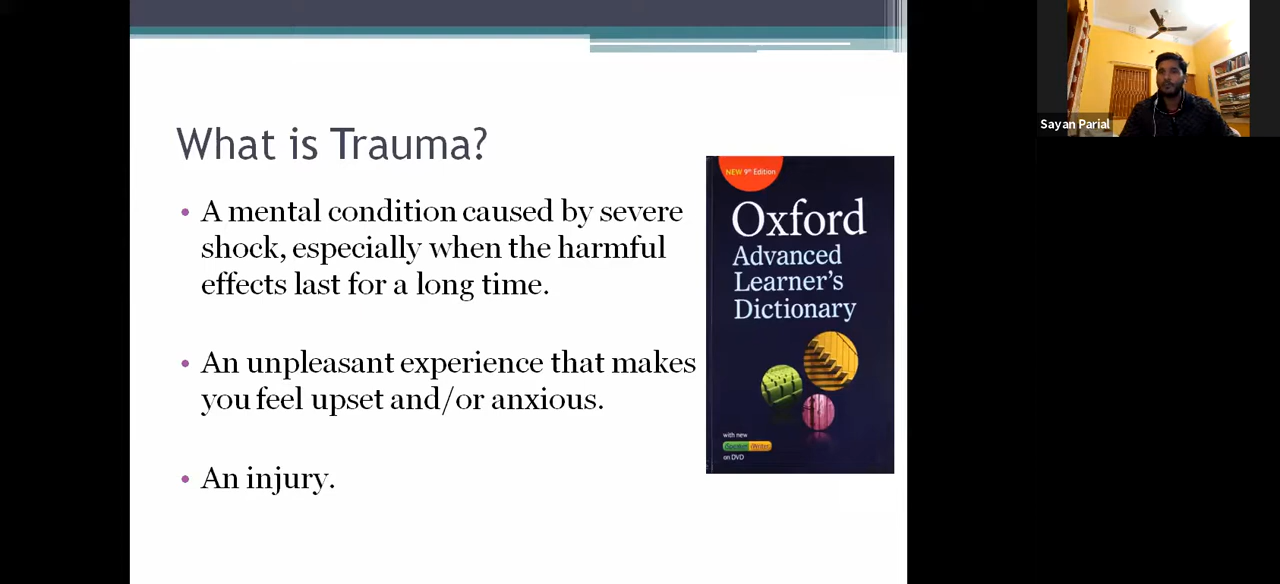 What is Trauma?
• A mental condition caused by severe
shock, especially when the harmful
effects last for a long time.
• An unpleasant experience that makes
you feel upset and/or anxious.
• An injury.
NEW 9th Edition
Oxford
Advanced
Learner's
Dictionary
with new
on DVD
Sayan Parial